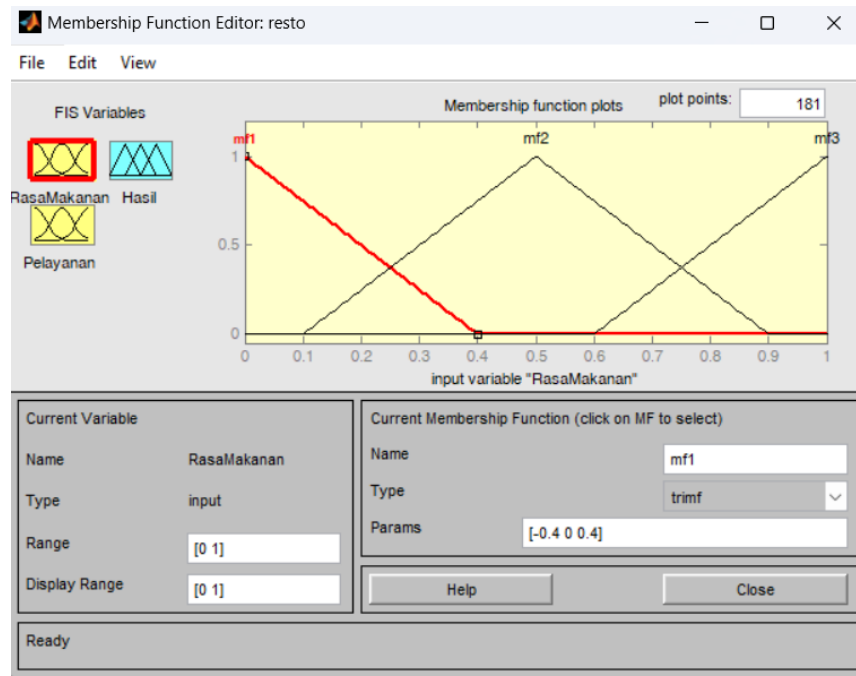 Membership Function Editor: resto
File Edit View
FIS Variables
RasaMakanan Hasil
Pelayanan
Membership function plots
plot points: 181
mf1 mf2 mf3
1
0.5
0
0 0.1 0.2 0.3 0.4 0.5 0.6 0.7 0.8 0.9 1
input variable "RasaMakanan"
Current Variable
Name RasaMakanan
Type input
Range [0 1]
Display Range [0 1]
Current Membership Function (click on MF to select)
Name mf1
Type trimf
Params [-0.4 0 0.4]
Help Close
Ready